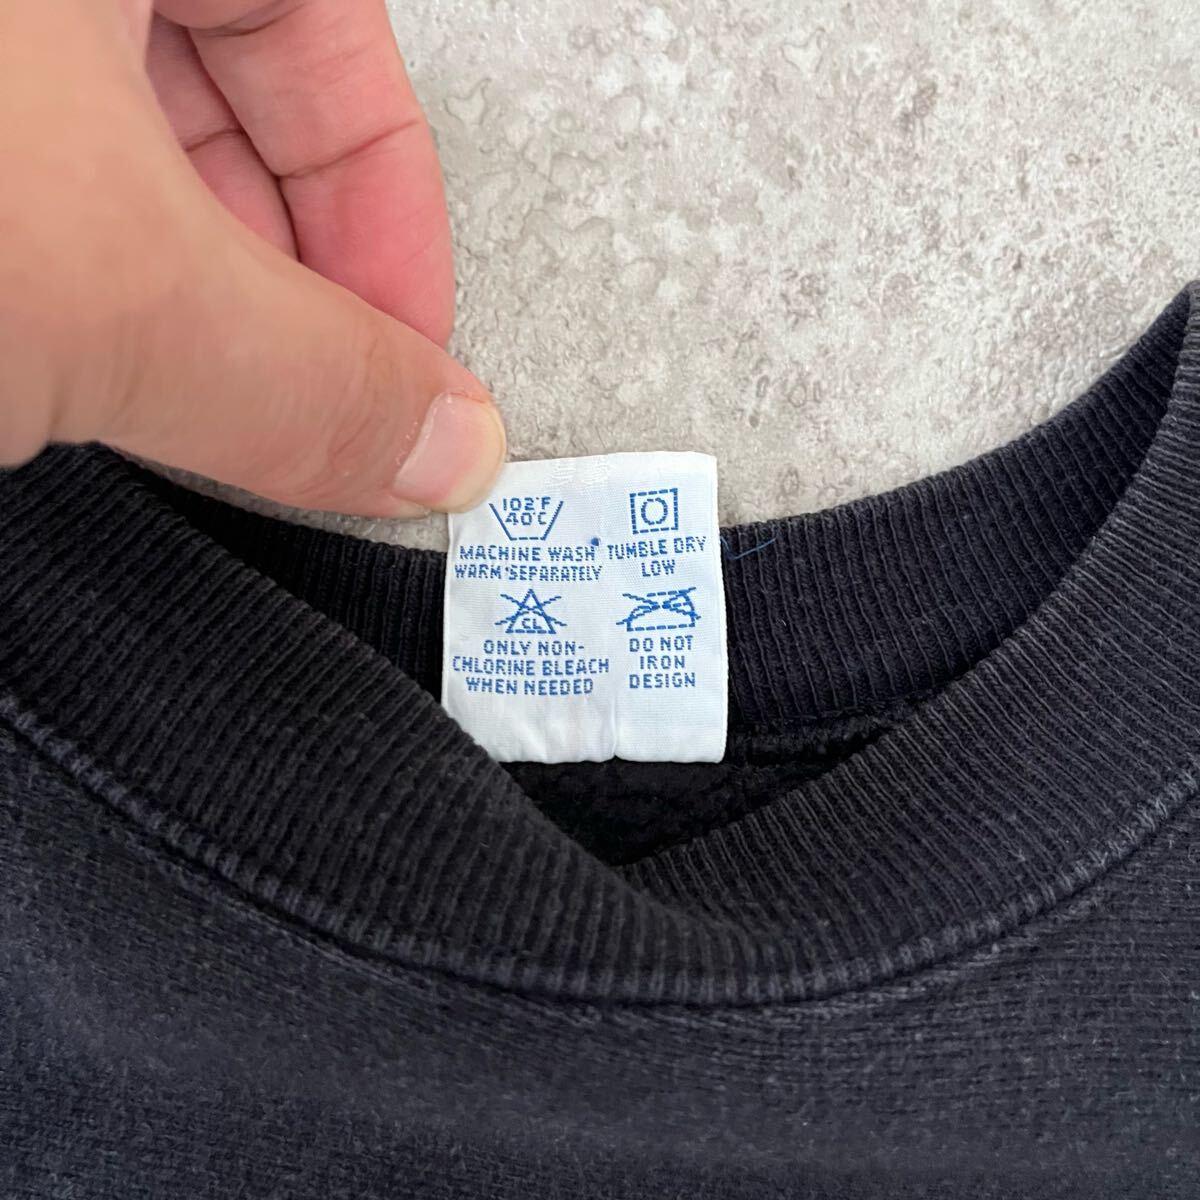 102°F
40°C
MACHINE WASH
WARM SEPARATELY
TUMBLE DRY
LOW
CL
ONLY NON-
CHLORINE BLEACH
WHEN NEEDED
DO NOT
IRON
DESIGN